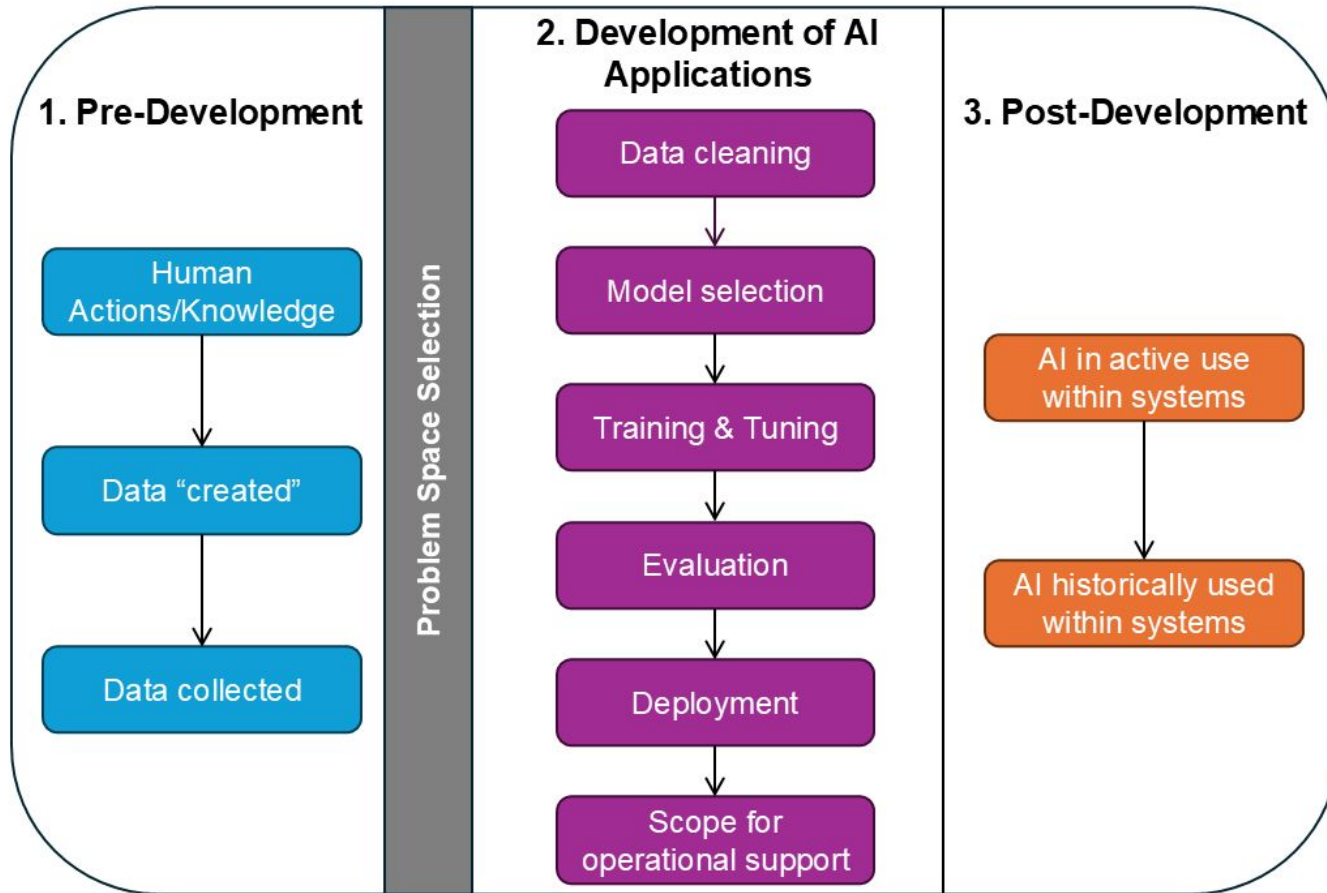 1. Pre-Development
Human
Actions/Knowledge
Data “created”
Data collected
Problem Space Selection
2. Development of AI
Applications
Data cleaning
Model selection
Training & Tuning
Evaluation
Deployment
Scope for
operational support
3. Post-Development
AI in active use
within systems
AI historically used
within systems